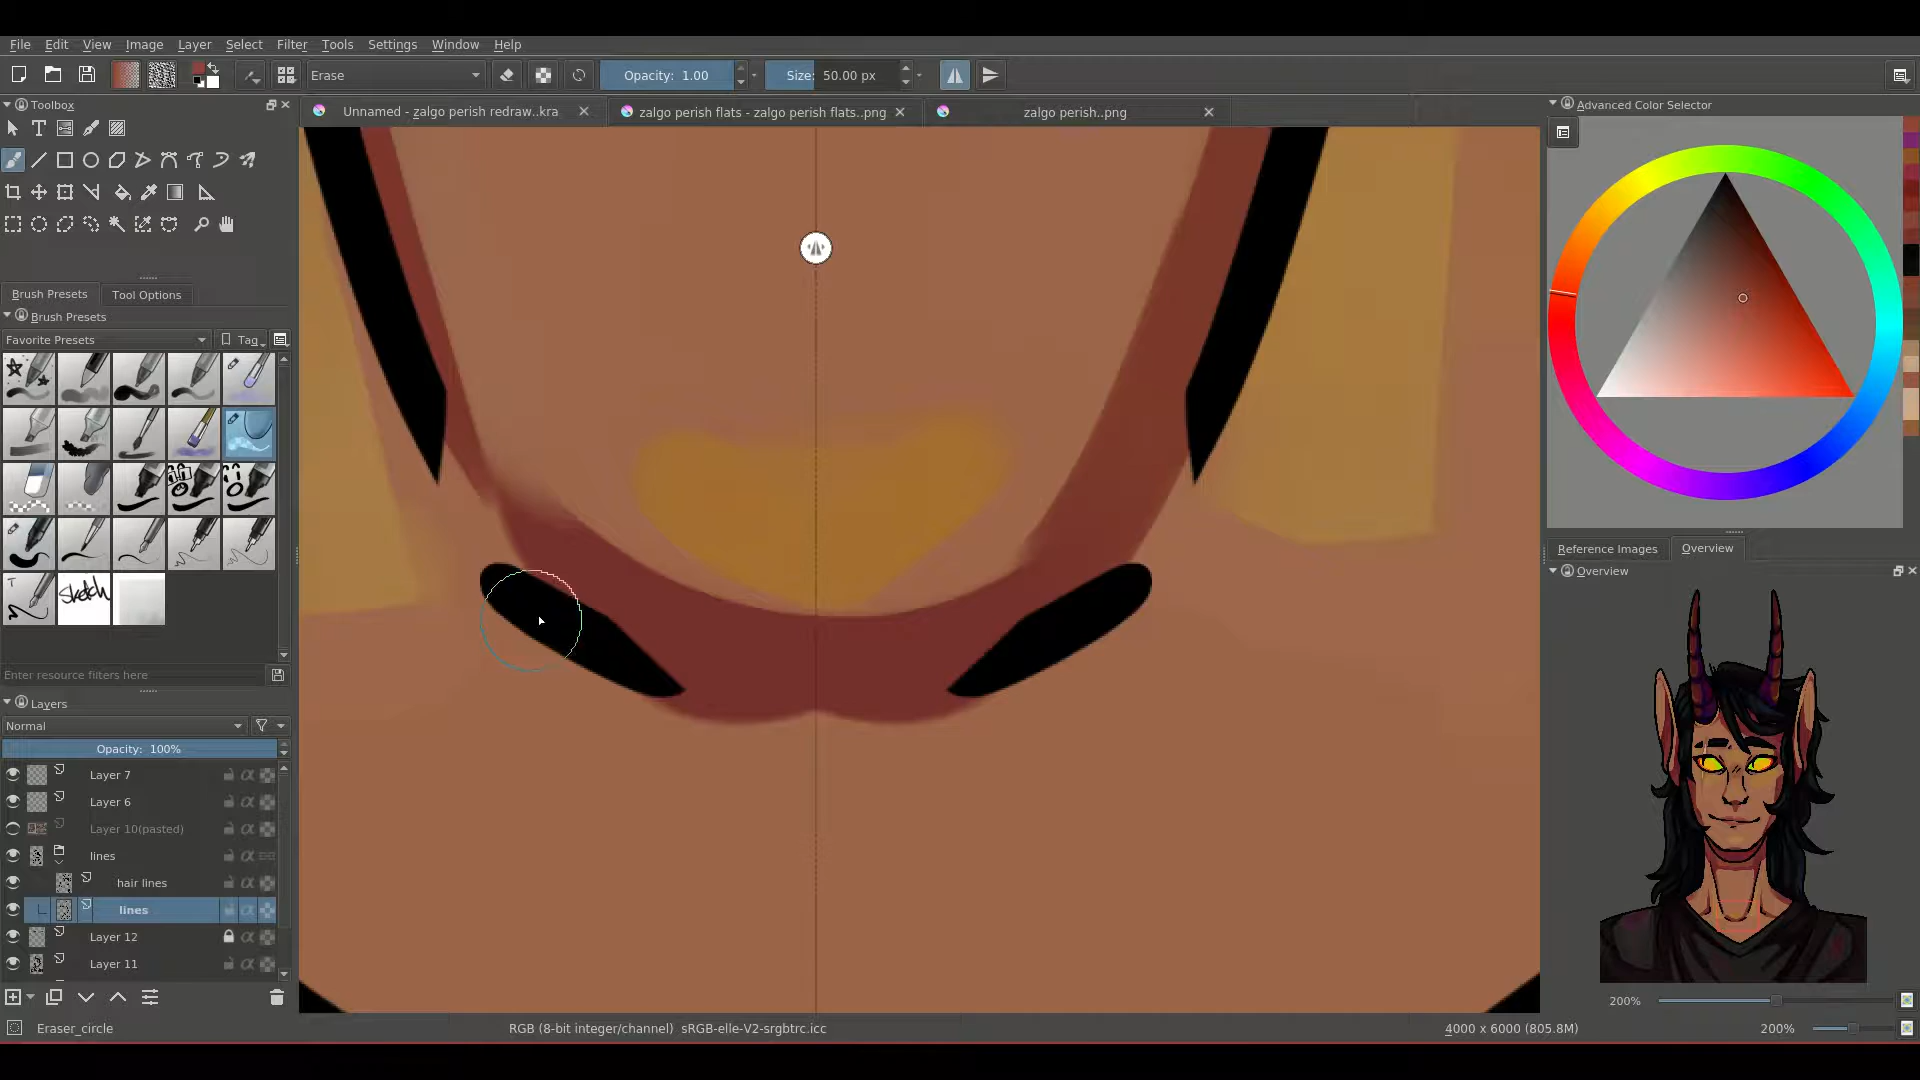 File Edit View Image Layer Select Filter Tools Settings Window Help
Erase Opacity: 1.00 Size: 50.00 px
Toolbox
Unnamed - zalgo perish redraw..kra
zalgo perish flats - zalgo perish flats..png
zalgo perish..png
Advanced Color Selector
Brush Presets Tool Options
Brush Presets
Favorite Presets Tag
Sketch
Enter resource filters here
Layers
Normal
Opacity: 100%
Layer 7
Layer 6
Layer 10(pasted)
lines
hair lines
lines
Layer 12
Layer 11
Reference Images Overview
Overview
200%
Eraser_circle
RGB (8-bit integer/channel) sRGB-elle-V2-srgbtrc.icc
4000 x 6000 (805.8M)
200%